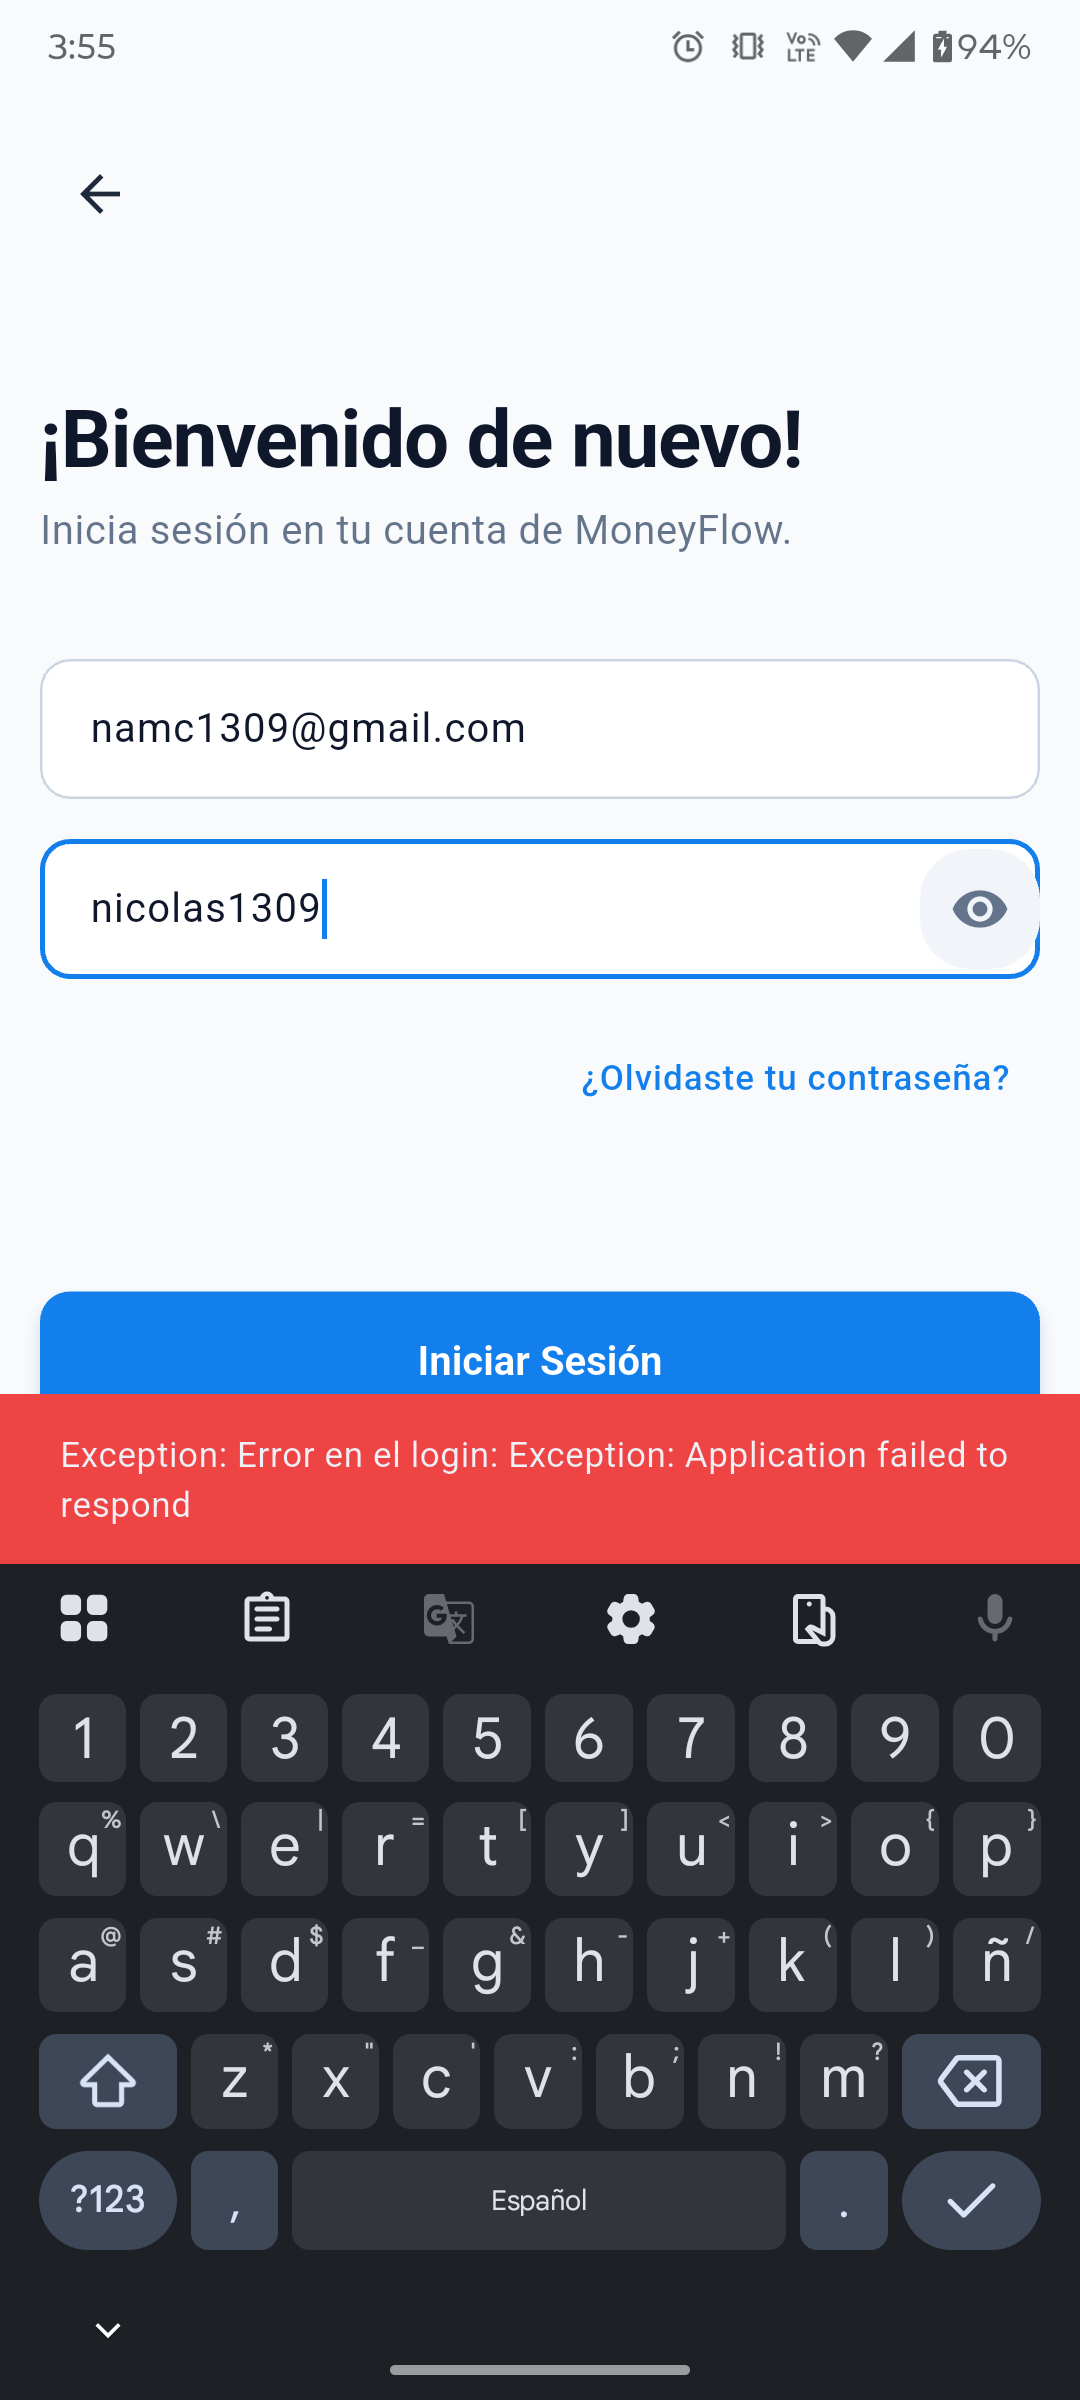 3:55
Vo LTE
94%
¡Bienvenido de nuevo!
Inicia sesión en tu cuenta de MoneyFlow.
namc1309@gmail.com
nicolas1309
¿Olvidaste tu contraseña?
Iniciar Sesión
Exception: Error en el login: Exception: Application failed to
respond
G
1 2 3 4 5 6 7 8 9 0
q % w \ e | r = t [ y ] u < i > o { p }
a @ s # d $ f _ g & h - j + k ( l ) ñ /
z * x " c ' v : b ; n ! m ?
?123 , Español .